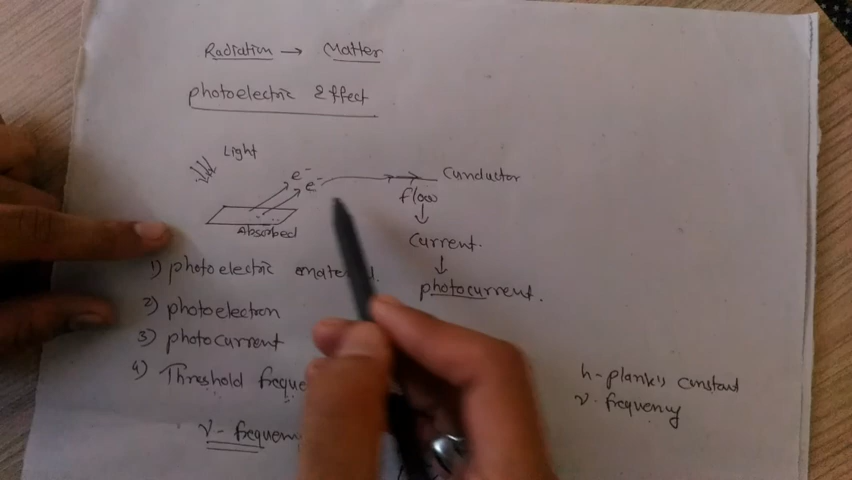 Radiation → Matter
photoelectric Effect
Light
e⁻
e⁻
Conductor
flow
Absorbed
↓
Current.
↓
photocurrent.
1) photoelectric
2) photoelectron
3) photocurrent
4) Threshold
h - plank's constant
ν - frequency
ν - frequency